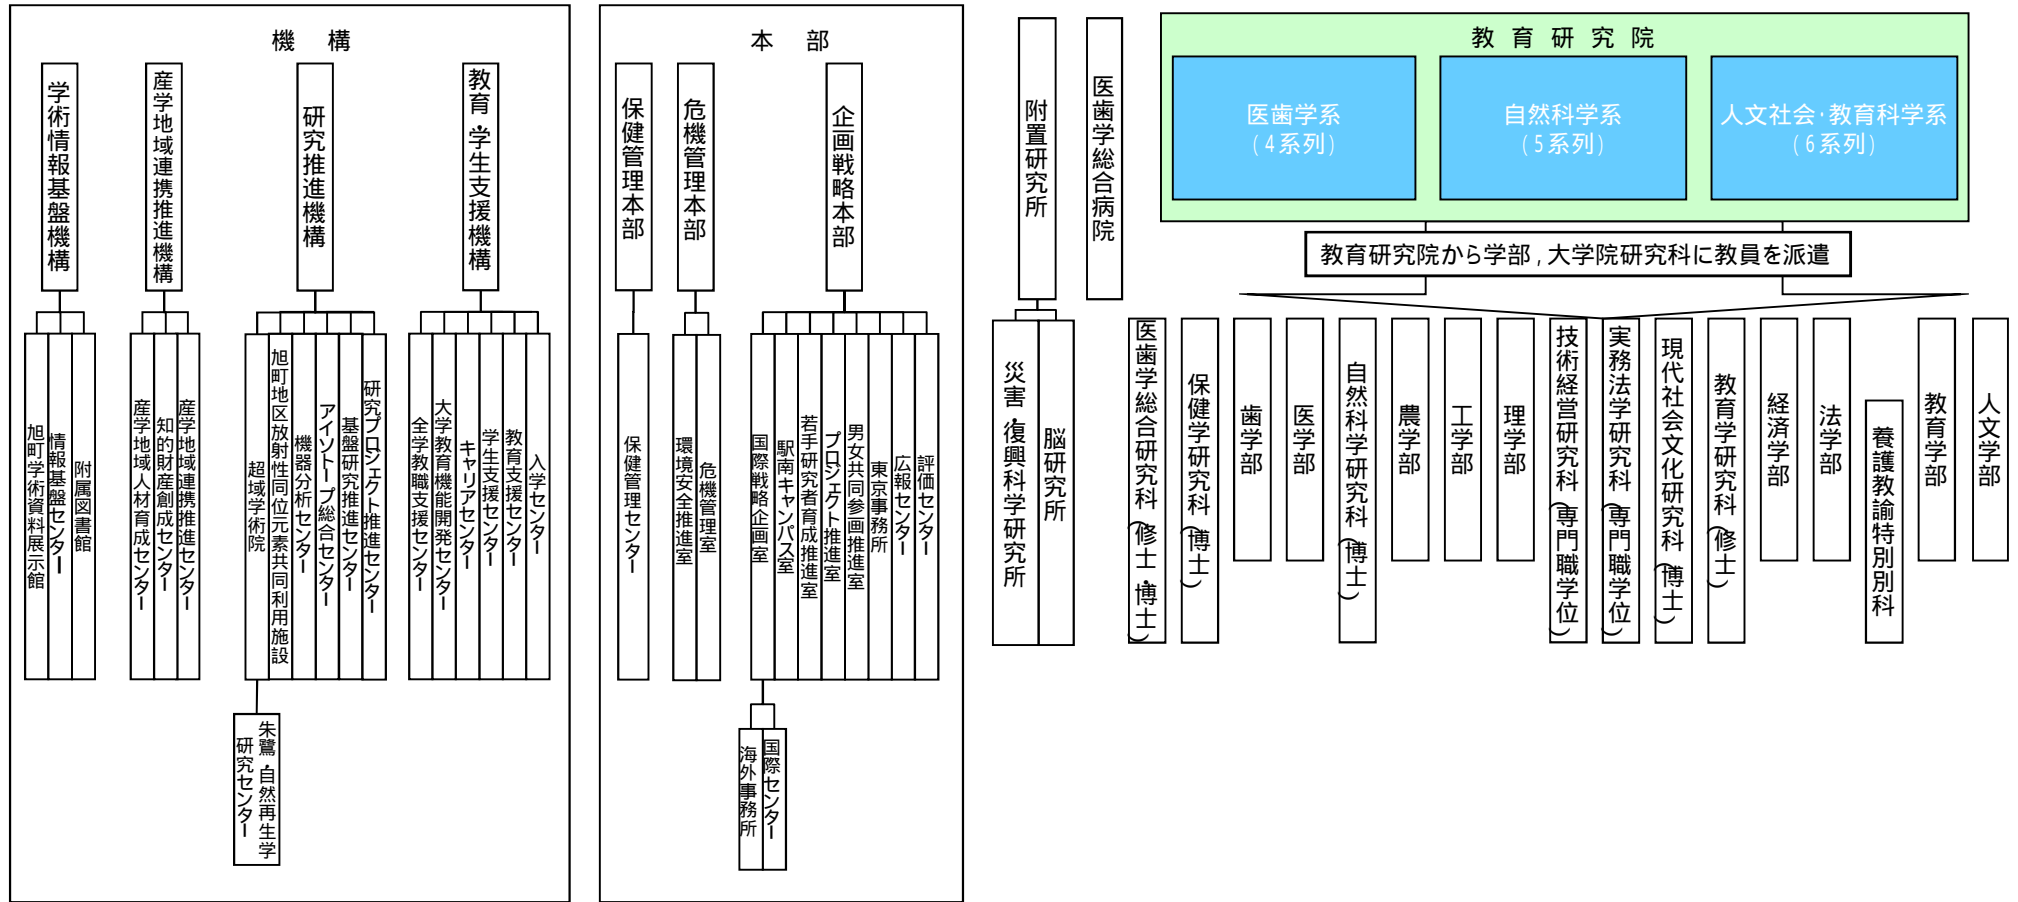 機 構
学術情報基盤機構
産学地域連携推進機構
研究推進機構
教育・学生支援機構
旭町学術資料展示館
情報基盤センター
附属図書館
産学地域人材育成センター
知的財産創成センター
産学地域連携推進センター
超域学術院
旭町地区放射性同位元素共同利用施設
機器分析センター
アイソトープ総合センター
基盤研究推進センター
研究プロジェクト推進センター
全学教職支援センター
大学教育機能開発センター
キャリアセンター
学生支援センター
教育支援センター
入学センター
朱鷺・自然再生学
研究センター
本 部
保健管理本部
危機管理本部
企画戦略本部
保健管理センター
環境安全推進室
危機管理室
国際戦略企画室
駅南キャンパス室
若手研究者育成推進室
プロジェクト推進室
男女共同参画推進室
東京事務所
広報センター
評価センター
海外事務所
国際センター
附置研究所
医歯学総合病院
災害・復興科学研究所
脳研究所
教 育 研 究 院
医歯学系
(4系列)
自然科学系
(5系列)
人文社会・教育科学系
(6系列)
教育研究院から学部,大学院研究科に教員を派遣
医歯学総合研究科(修士・博士)
保健学研究科(博士)
歯学部
医学部
自然科学研究科(博士)
農学部
工学部
理学部
技術経営研究科(専門職学位)
実務法学研究科(専門職学位)
現代社会文化研究科(博士)
教育学研究科(修士)
経済学部
法学部
養護教諭特別別科
教育学部
人文学部